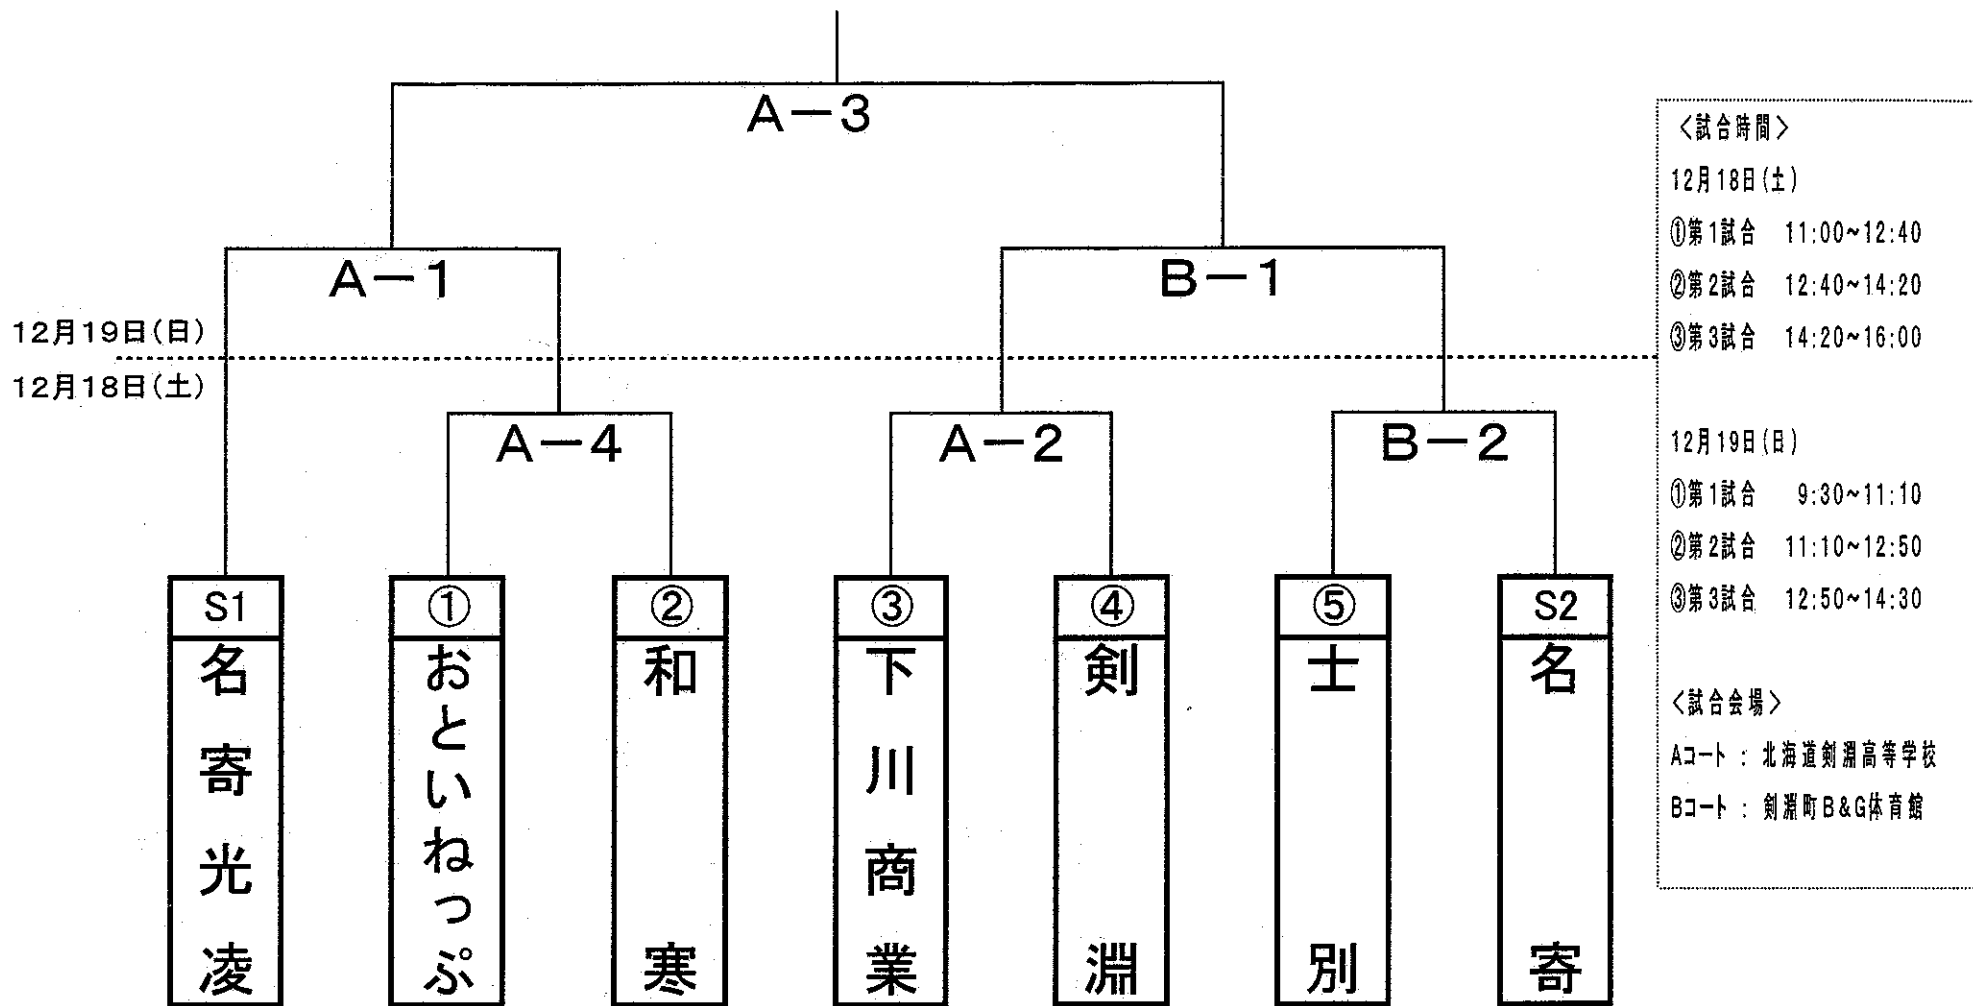 A－3
A－1
B－1
12月19日(日)
12月18日(土)
A－4
A－2
B－2
S1
名寄光凌
①
おといねっぷ
②
和寒
③
下川商業
④
剣淵
⑤
士別
S2
名寄
<試合時間>
12月18日(土)
①第1試合 11:00~12:40
②第2試合 12:40~14:20
③第3試合 14:20~16:00
12月19日(日)
①第1試合 9:30~11:10
②第2試合 11:10~12:50
③第3試合 12:50~14:30
<試合会場>
Aコート : 北海道剣淵高等学校
Bコート : 剣淵町B&G体育館